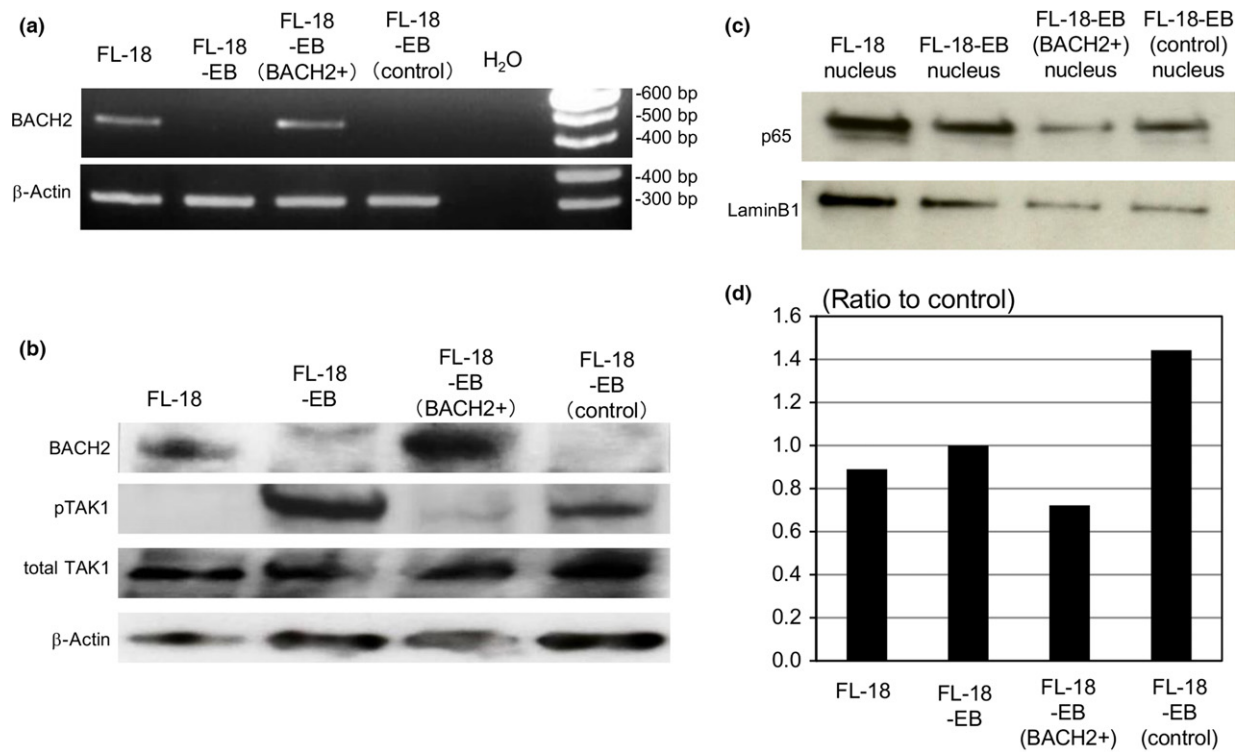 (a)
FL-18
FL-18
-EB
FL-18
-EB
(BACH2+)
FL-18
-EB
(control)
H₂O
BACH2
-600 bp
-500 bp
-400 bp
β-Actin
-400 bp
-300 bp
(b)
FL-18
FL-18
-EB
FL-18
-EB
(BACH2+)
FL-18
-EB
(control)
BACH2
pTAK1
total TAK1
β-Actin
(c)
FL-18
nucleus
FL-18-EB
nucleus
FL-18-EB
(BACH2+)
nucleus
FL-18-EB
(control)
nucleus
p65
LaminB1
(d)
(Ratio to control)
1.6
1.4
1.2
1.0
0.8
0.6
0.4
0.2
0.0
FL-18
FL-18
-EB
FL-18
-EB
(BACH2+)
FL-18
-EB
(control)